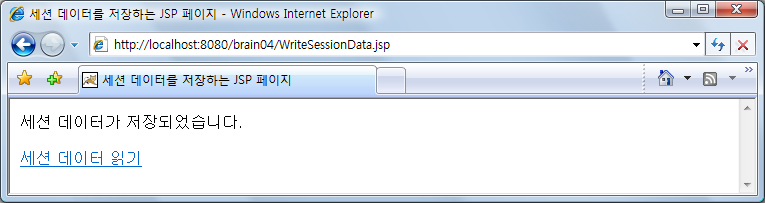 세션 데이터를 저장하는 JSP 페이지 - Windows Internet Explorer
http://localhost:8080/brain04/WriteSessionData.jsp
세션 데이터를 저장하는 JSP 페이지
세션 데이터가 저장되었습니다.
세션 데이터 읽기